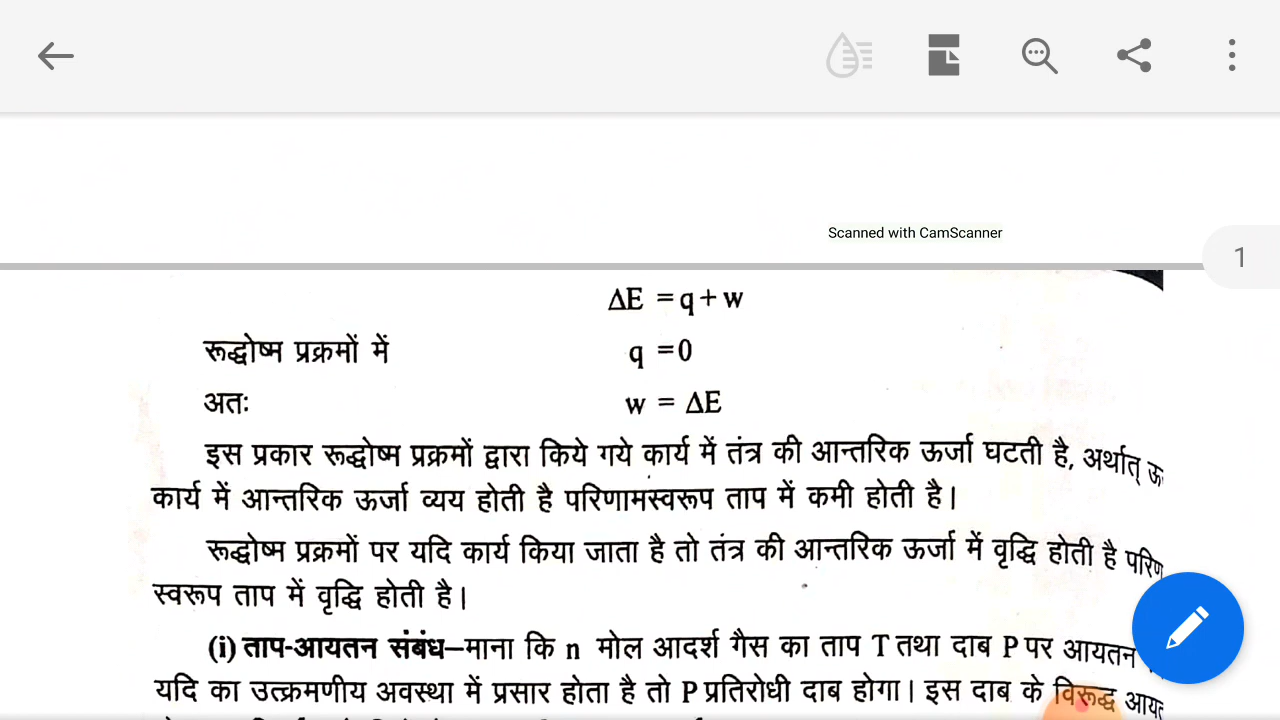 Scanned with CamScanner
1
ΔE = q + w
रूद्धोष्म प्रक्रमों में q = 0
अतः w = ΔE
इस प्रकार रूद्धोष्म प्रक्रमों द्वारा किये गये कार्य में तंत्र की आन्तरिक ऊर्जा घटती है, अर्थात्
कार्य में आन्तरिक ऊर्जा व्यय होती है परिणामस्वरूप ताप में कमी होती है।
रूद्धोष्म प्रक्रमों पर यदि कार्य किया जाता है तो तंत्र की आन्तरिक ऊर्जा में वृद्धि होती है परिण
स्वरूप ताप में वृद्धि होती है।
(i) ताप-आयतन संबंध—माना कि n मोल आदर्श गैस का ताप T तथा दाब P पर आयतन
यदि का उत्क्रमणीय अवस्था में प्रसार होता है तो P प्रतिरोधी दाब होगा। इस दाब के विरूद्ध आयत